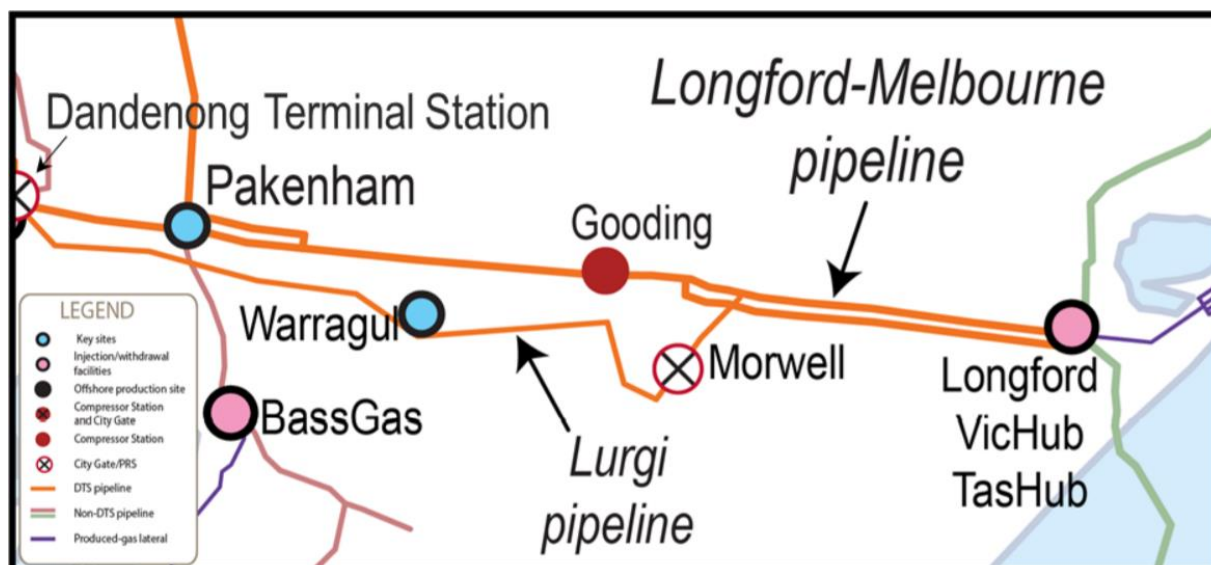 Longford-Melbourne
pipeline
Dandenong Terminal Station
Pakenham
Gooding
Warragul
Morwell
Longford
VicHub
TasHub
BassGas
Lurgi
pipeline
LEGEND
Key sites
Injection/withdrawal
facilities
Offshore production site
Compressor Station
and City Gate
Compressor Station
City Gate/PRS
DTS pipeline
Non-DTS pipeline
Produced-gas lateral